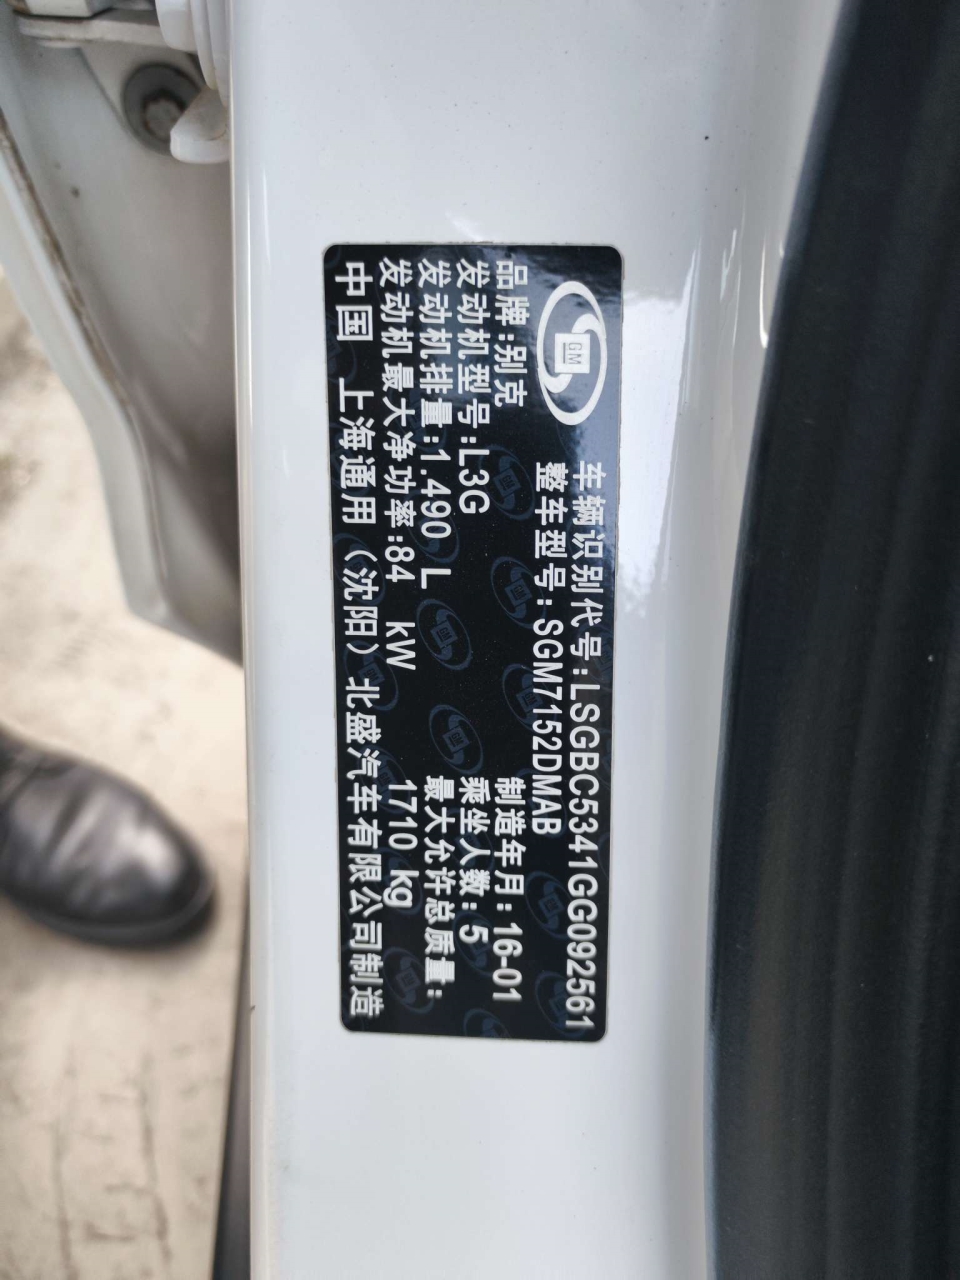 GM
车辆识别代号:LSGBC5341GG092561
整车型号:SGM7152DMAB
品牌:别克 制造年月:16-01
发动机型号:L3G 乘坐人数:5
发动机排量:1.490 L 最大允许总质量:
发动机最大净功率:84 kW 1710 kg
中国 上海通用（沈阳）北盛汽车有限公司制造